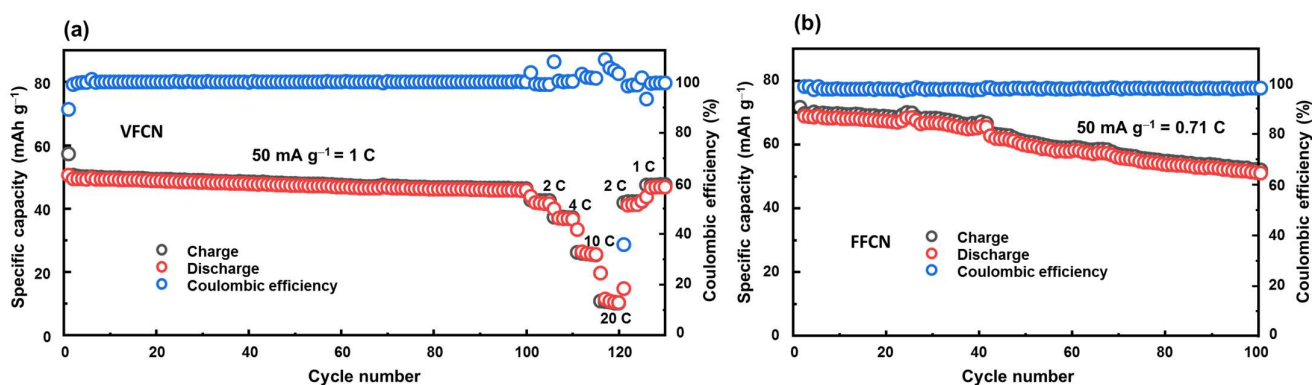 (a)
Specific capacity (mAh g⁻¹)
80
60
40
20
0
VFCN
50 mA g⁻¹ = 1 C
2 C
4 C
10 C
20 C
2 C
1 C
Charge
Discharge
Coulombic efficiency
100
80
60
40
20
0
Coulombic efficiency (%)
0 20 40 60 80 100 120
Cycle number
(b)
Specific capacity (mAh g⁻¹)
80
70
60
50
40
30
20
10
0
50 mA g⁻¹ = 0.71 C
FFCN
Charge
Discharge
Coulombic efficiency
100
80
60
40
20
0
Coulombic efficiency (%)
0 20 40 60 80 100
Cycle number